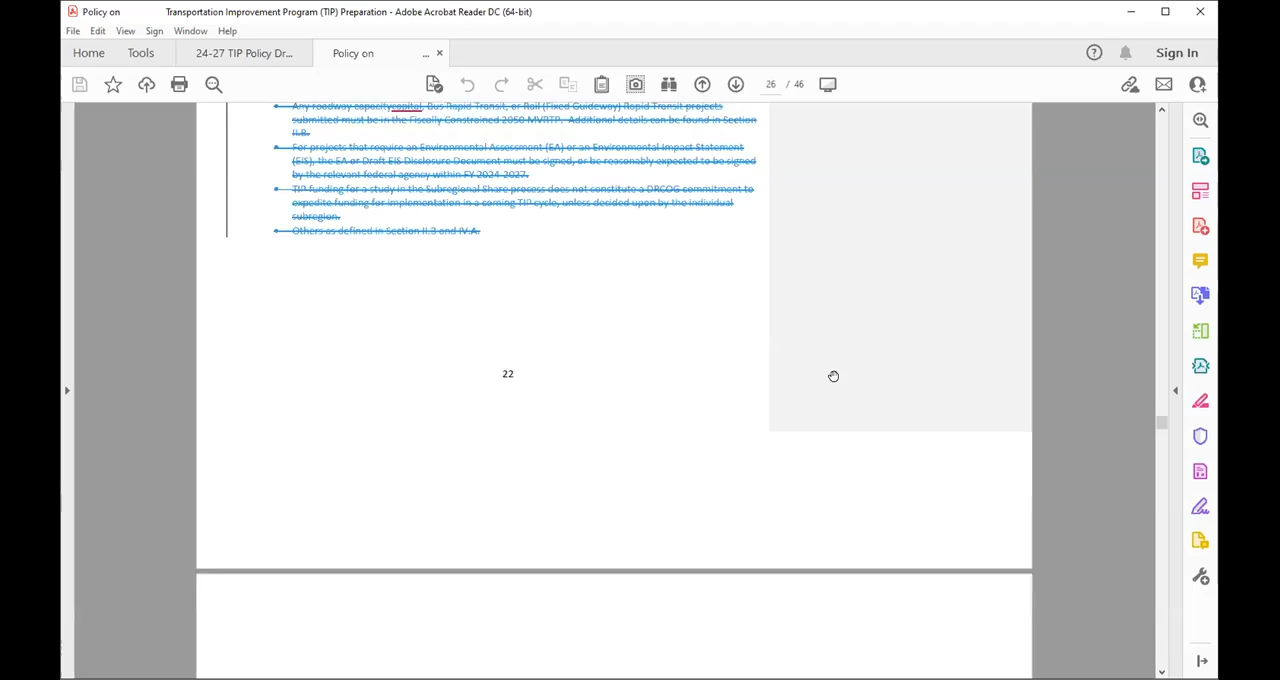 Policy on Transportation Improvement Program (TIP) Preparation - Adobe Acrobat Reader DC (64-bit)
File Edit View Sign Window Help
Home Tools 24-27 TIP Policy Dr... Policy on ... × Sign In
26 / 46
Any roadway capacitycapital, Bus Rapid Transit, or Rail (Fixed Guideway) Rapid Transit projects
submitted must be in the Fiscally Constrained 2050 MVRTP. Additional details can be found in Section
II.B.
For projects that require an Environmental Assessment (EA) or an Environmental Impact Statement
(EIS), the EA or Draft EIS Disclosure Document must be signed, or be reasonably expected to be signed
by the relevant federal agency within FY 2024-2027.
TIP funding for a study in the Subregional Share process does not constitute a DRCOG commitment to
expedite funding for implementation in a coming TIP cycle, unless decided upon by the individual
subregion.
Others as defined in Section II.3 and IV.A.
22